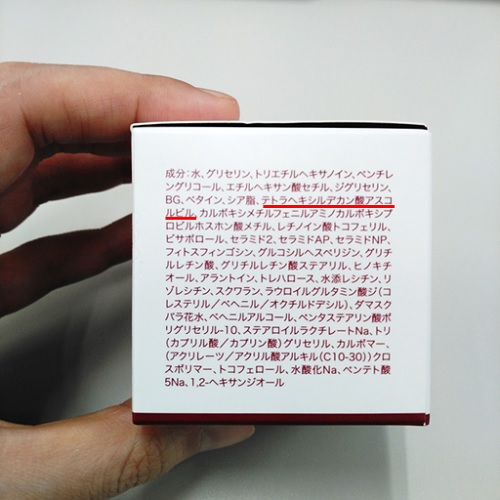 成分:水、グリセリン、トリエチルヘキサノイン、ペンチレ
ングリコール、エチルヘキサン酸セチル、ジグリセリン、
BG、ベタイン、シア脂、テトラヘキシルデカン酸アスコ
ルビル、カルボキシメチルフェニルアミノカルボキシプ
ロピルホスホン酸メチル、レチノイン酸トコフェリル、
ビサボロール、セラミド2、セラミドAP、セラミドNP、
フィトスフィンゴシン、グルコシルヘスペリジン、グリチ
ルレチン酸、グリチルレチン酸ステアリル、ヒノキチ
オール、アラントイン、トレハロース、水添レシチン、リ
ゾレシチン、スクワラン、ラウロイルグルタミン酸ジ(コ
レステリル/ベヘニル/オクチルドデシル)、ダマスク
バラ花水、ベヘニルアルコール、ペンタステアリン酸ポ
リグリセリル-10、ステアロイルラクチレートNa、トリ
(カプリル酸/カプリン酸)グリセリル、カルボマー、
(アクリレーツ/アクリル酸アルキル(C10-30))クロ
スポリマー、トコフェロール、水酸化Na、ペンテト酸
5Na、1,2-ヘキサンジオール